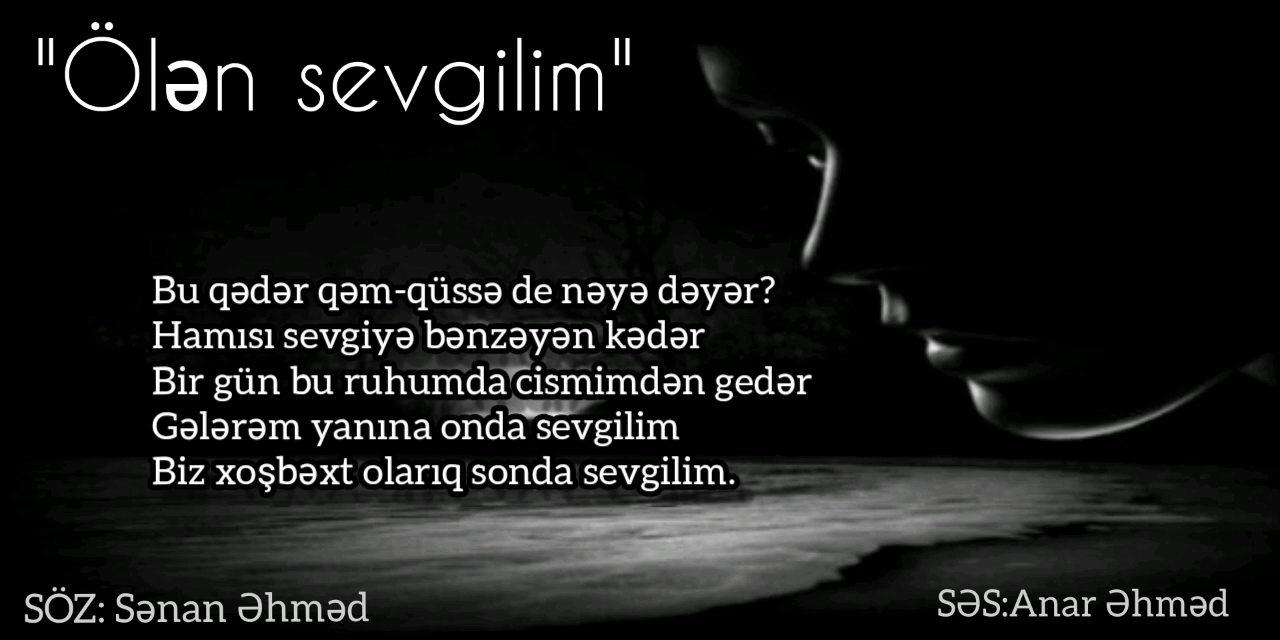 "Ölən sevgilim"
Bu qədər qəm-qüssə de nəyə dəyər?
Hamısı sevgiyə bənzəyən kədər
Bir gün bu ruhumda cismimdən gedər
Gələrəm yanına onda sevgilim
Biz xoşbəxt olarıq sonda sevgilim.
SÖZ: Sənan Əhməd
SƏS:Anar Əhməd